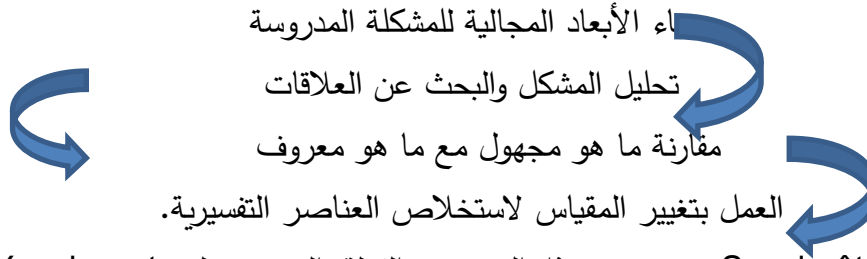 الأبعاد المجالية للمشكلة المدروسة
تحليل المشكل والبحث عن العلاقات
مقارنة ما هو مجهول مع ما هو معروف
العمل بتغيير المقياس لاستخلاص العناصر التفسيرية.